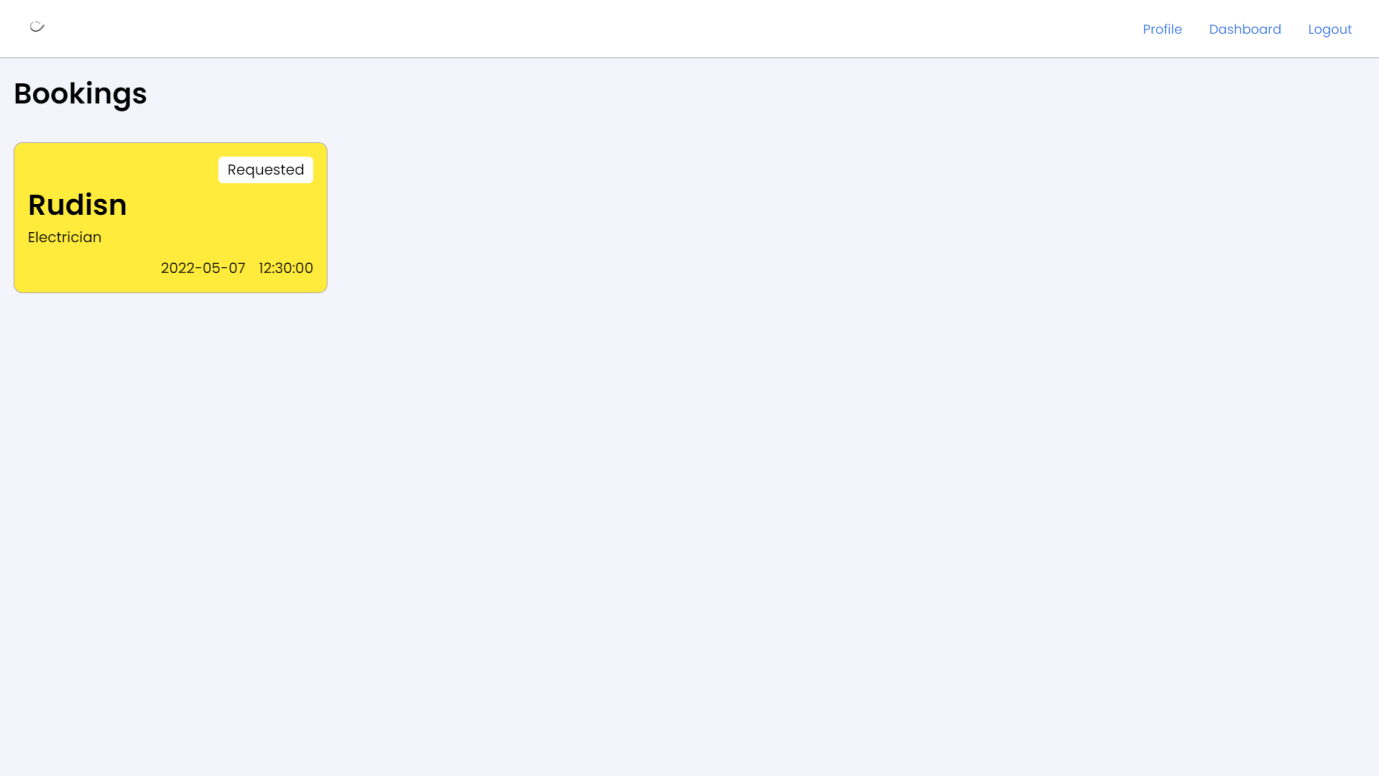 Profile Dashboard Logout
Bookings
Requested
Rudisn
Electrician
2022-05-07 12:30:00